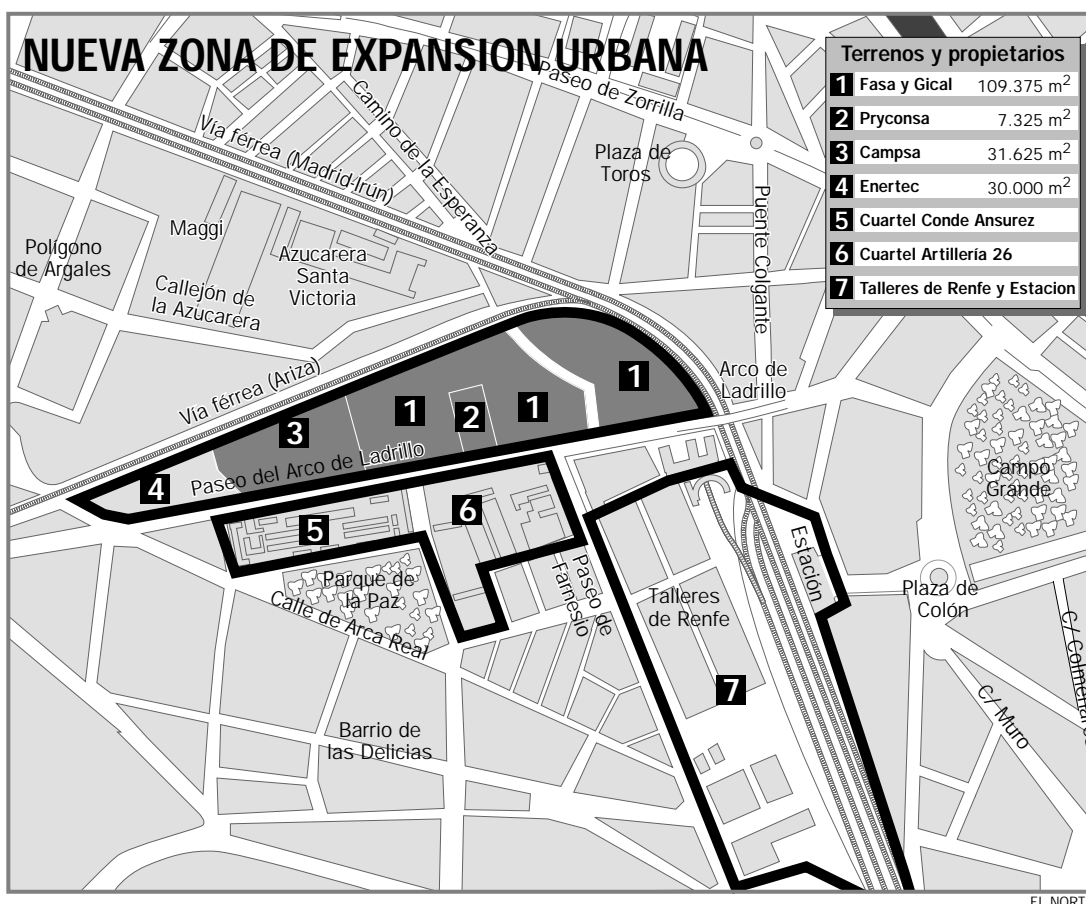 NUEVA ZONA DE EXPANSION URBANA
Terrenos y propietarios
1 Fasa y Gical 109.375 m2
2 Pryconsa 7.325 m2
3 Campsa 31.625 m2
4 Enertec 30.000 m2
5 Cuartel Conde Ansurez
6 Cuartel Artillería 26
7 Talleres de Renfe y Estacion
Paseo de Zorrilla
Camino de la Esperanza
Vía férrea (Madrid-Irún)
Plaza de
Toros
Puente Colgante
Maggi
Polígono
de Argales
Azucarera
Santa
Victoria
Callejón de
la Azucarera
Vía férrea (Ariza)
Arco de
Ladrillo
1
1
2
1
3
4
Paseo del Arco de Ladrillo
Campo
Grande
5
6
Estación
Parque de
la Paz
Calle de Arca Real
Paseo de
Farnesio
Talleres
de Renfe
Plaza de
Colón
7
C/ Muro
Barrio de
las Delicias
EL NORT